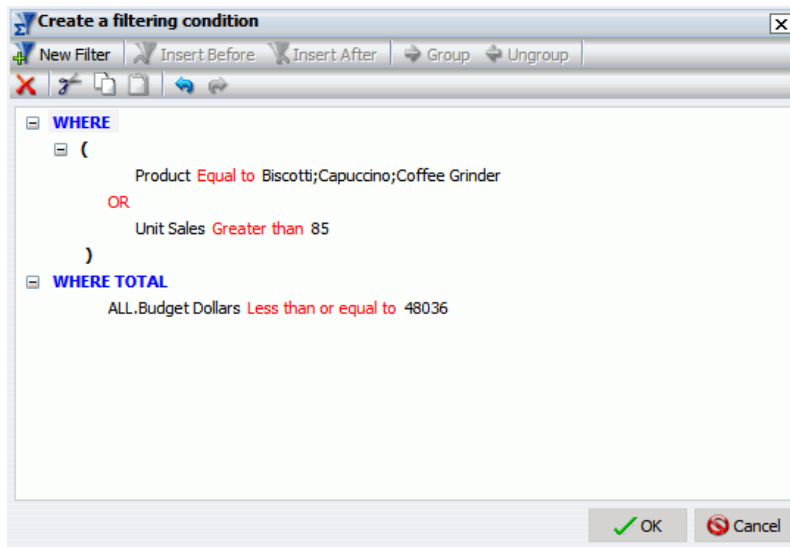 Create a filtering condition
New Filter Insert Before Insert After Group Ungroup
WHERE
(
Product Equal to Biscotti;Capuccino;Coffee Grinder
OR
Unit Sales Greater than 85
)
WHERE TOTAL
ALL.Budget Dollars Less than or equal to 48036
OK Cancel